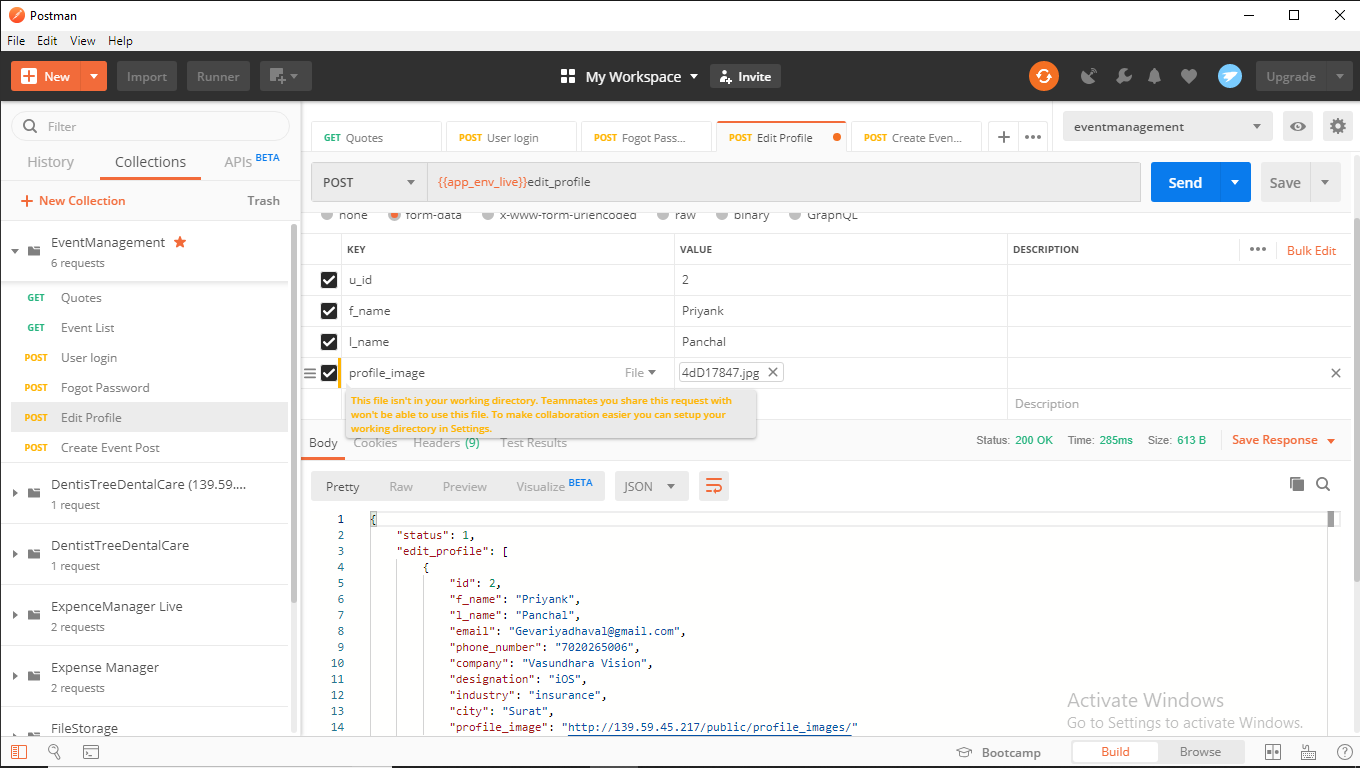 Postman
File Edit View Help
New Import Runner My Workspace Invite Upgrade
Filter
History Collections APIs BETA
New Collection Trash
EventManagement
6 requests
GET Quotes
GET Event List
POST User login
POST Fogot Password
POST Edit Profile
POST Create Event Post
DentisTreeDentalCare (139.59....
1 request
DentistTreeDentalCare
1 request
ExpenceManager Live
2 requests
Expense Manager
2 requests
FileStorage
GET Quotes POST User login POST Fogot Pass... POST Edit Profile POST Create Even...
eventmanagement
POST {{app_env_live}}edit_profile Send Save
none form-data x-www-form-urlencoded raw binary GraphQL
KEY VALUE DESCRIPTION Bulk Edit
u_id 2
f_name Priyank
l_name Panchal
profile_image File 4dD17847.jpg
Description
This file isn't in your working directory. Teammates you share this request with
won't be able to use this file. To make collaboration easier you can setup your
working directory in Settings.
Body Cookies Headers (9) Test Results Status: 200 OK Time: 285ms Size: 613 B Save Response
Pretty Raw Preview Visualize BETA JSON
1 {
2 "status": 1,
3 "edit_profile": [
4 {
5 "id": 2,
6 "f_name": "Priyank",
7 "l_name": "Panchal",
8 "email": "Gevariyadhaval@gmail.com",
9 "phone_number": "7020265006",
10 "company": "Vasundhara Vision",
11 "designation": "iOS",
12 "industry": "insurance",
13 "city": "Surat",
14 "profile_image": "http://139.59.45.217/public/profile_images/"
Activate Windows
Go to Settings to activate Windows.
Bootcamp Build Browse